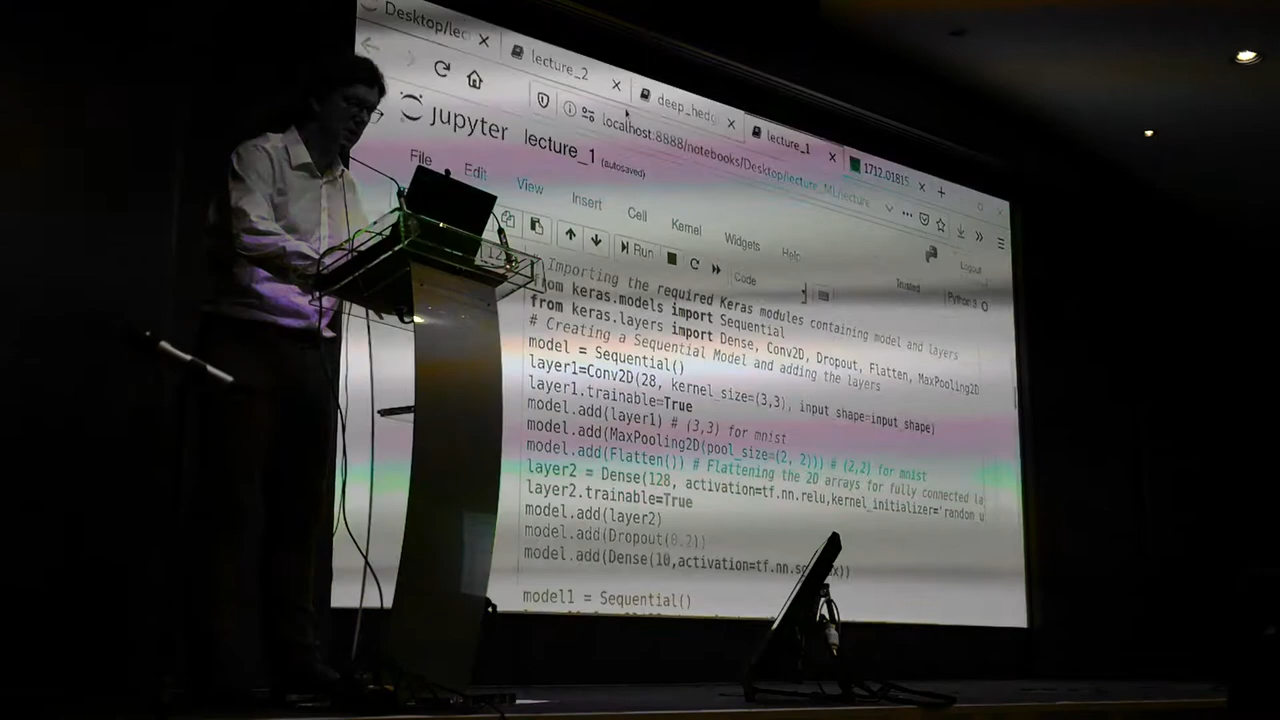 Desktop/lec
lecture_2
deep_hedg
lecture_1
1712.01815
localhost:8888/notebooks/Desktop/lecture_ML/lecture
jupyter lecture_1 (autosaved)
File Edit View Insert Cell Kernel Widgets Help
Trusted
Python 3
Logout
Run
Code
# Importing the required Keras modules containing model and layers
from keras.models import Sequential
from keras.layers import Dense, Conv2D, Dropout, Flatten, MaxPooling2D
# Creating a Sequential Model and adding the layers
model = Sequential()
layer1=Conv2D(28, kernel_size=(3,3), input_shape=input_shape)
layer1.trainable=True
model.add(layer1) # (3,3) for mnist
model.add(MaxPooling2D(pool_size=(2, 2))) # (2,2) for mnist
model.add(Flatten()) # Flattening the 2D arrays for fully connected la
layer2 = Dense(128, activation=tf.nn.relu,kernel_initializer='random_u
layer2.trainable=True
model.add(layer2)
model.add(Dropout(0.2))
model.add(Dense(10,activation=tf.nn.so x))
model1 = Sequential()